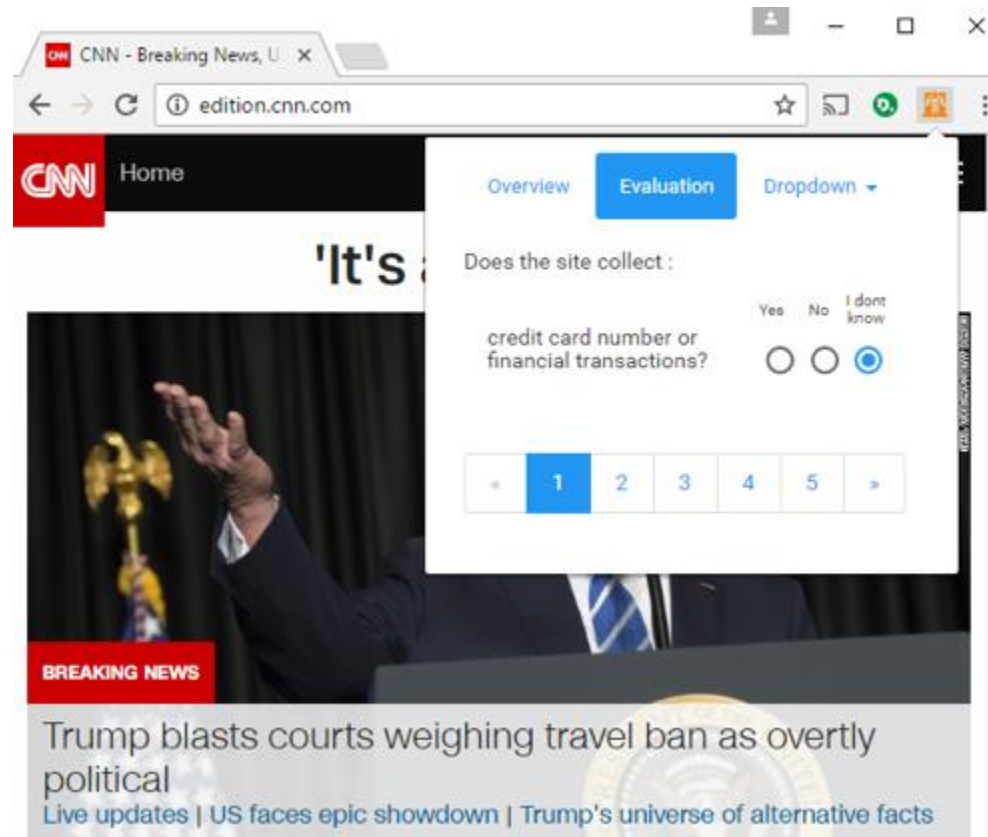 CNN - Breaking News, U
edition.cnn.com
CNN
Home
Overview Evaluation Dropdown
'It's
Does the site collect :
Yes No I dont know
credit card number or
financial transactions?
« 1 2 3 4 5 »
BREAKING NEWS
Trump blasts courts weighing travel ban as overtly
political
Live updates | US faces epic showdown | Trump's universe of alternative facts